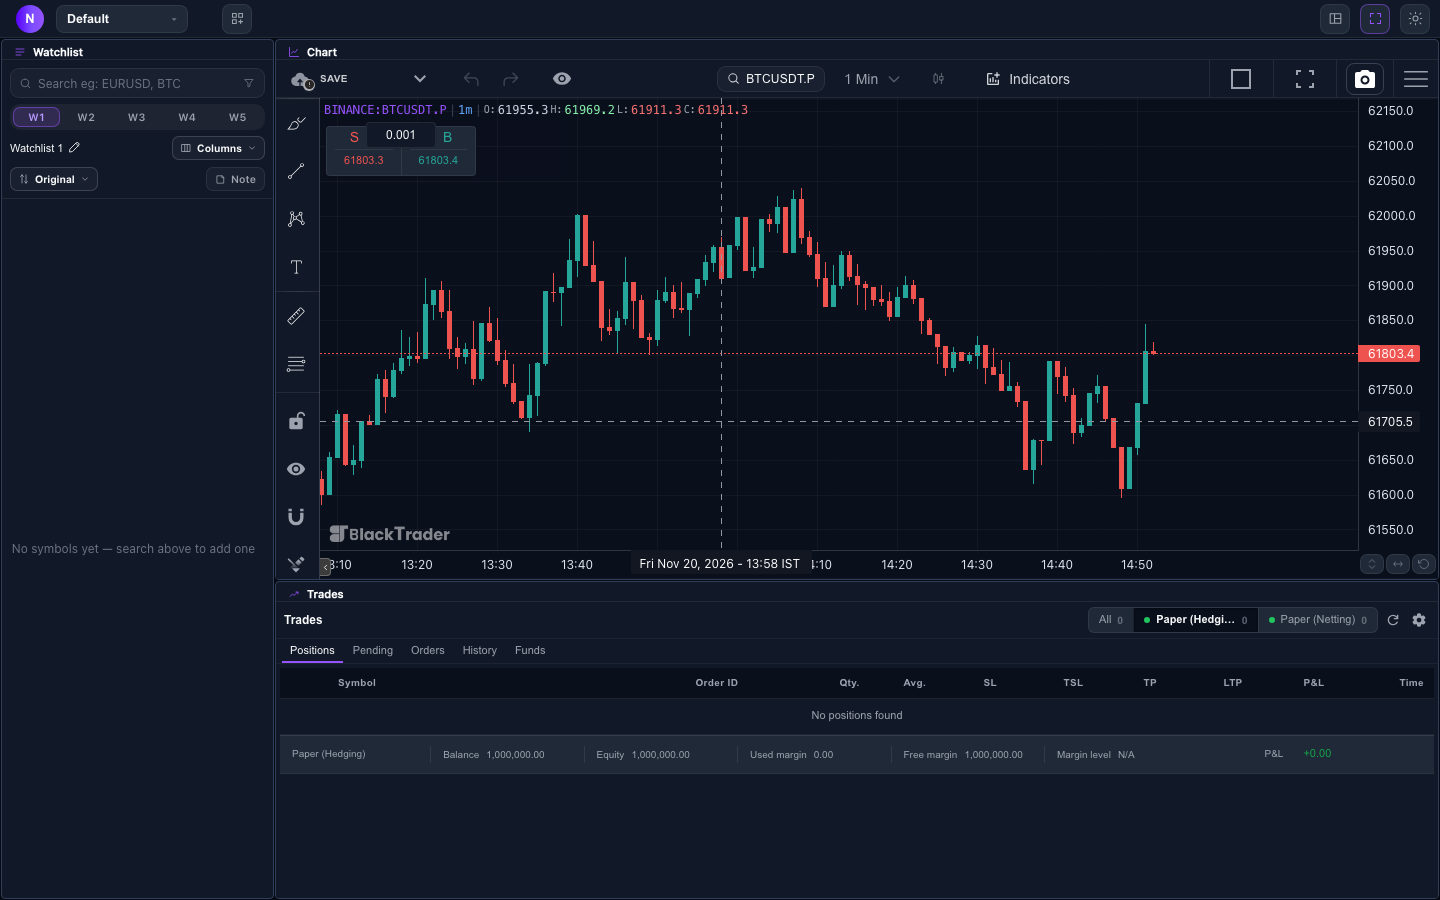 N Default
Watchlist
Search eg: EURUSD, BTC
W1 W2 W3 W4 W5
Watchlist 1 Columns
Original Note
No symbols yet — search above to add one
Chart
SAVE BTCUSDT.P 1 Min Indicators
BINANCE:BTCUSDT.P 1m O:61955.3 H:61969.2 L:61911.3 C:61911.3
S 0.001 B
61803.3 61803.4
62150.0
62100.0
62050.0
62000.0
61950.0
61900.0
61850.0
61803.4
61750.0
61705.5
61650.0
61600.0
61550.0
BlackTrader
3:10 13:20 13:30 13:40 Fri Nov 20, 2026 - 13:58 IST 4:10 14:20 14:30 14:40 14:50
Trades
Trades All 0 Paper (Hedgi... 0 Paper (Netting) 0
Positions Pending Orders History Funds
Symbol Order ID Qty. Avg. SL TSL TP LTP P&L Time
No positions found
Paper (Hedging) Balance 1,000,000.00 Equity 1,000,000.00 Used margin 0.00 Free margin 1,000,000.00 Margin level N/A P&L +0.00